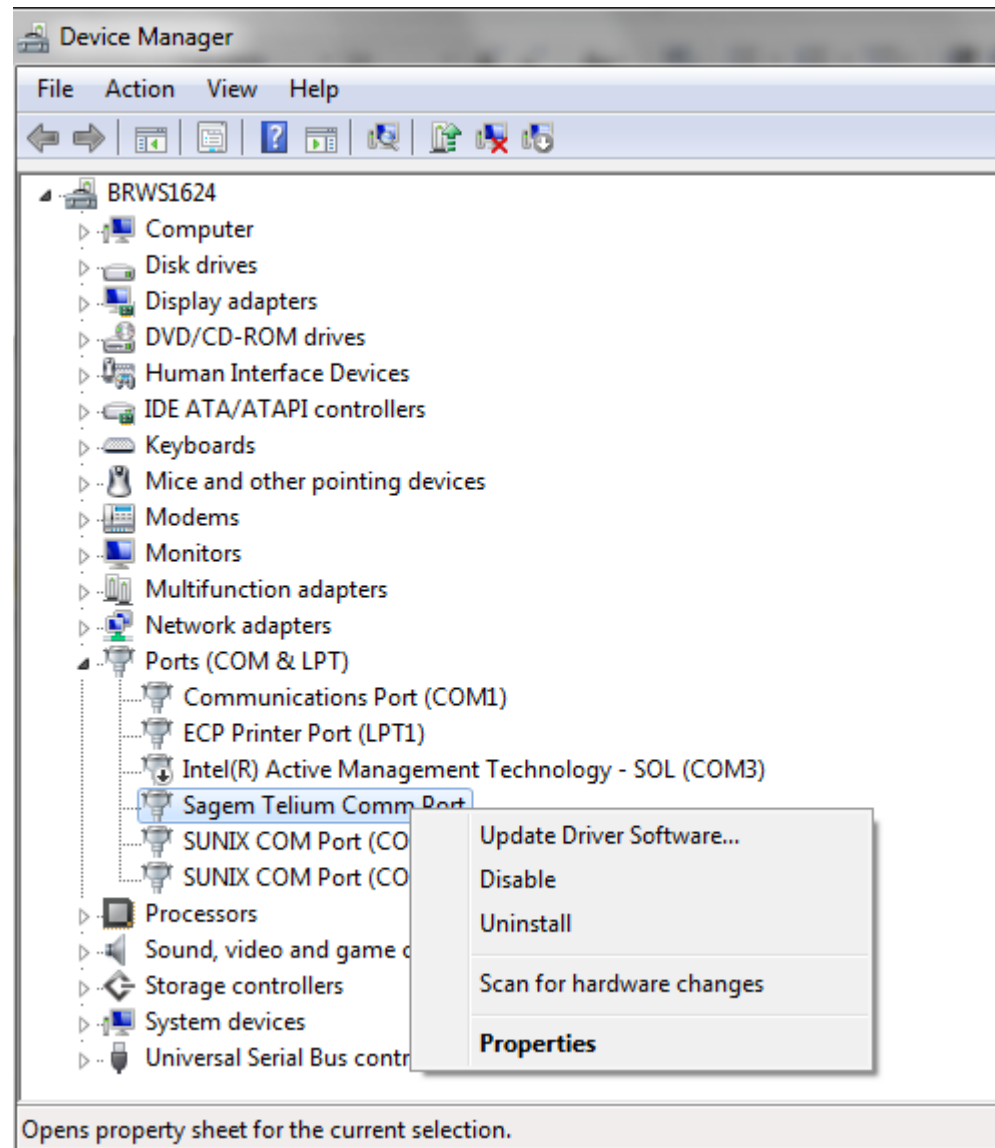 Device Manager
File Action View Help
BRWS1624
Computer
Disk drives
Display adapters
DVD/CD-ROM drives
Human Interface Devices
IDE ATA/ATAPI controllers
Keyboards
Mice and other pointing devices
Modems
Monitors
Multifunction adapters
Network adapters
Ports (COM & LPT)
Communications Port (COM1)
ECP Printer Port (LPT1)
Intel(R) Active Management Technology - SOL (COM3)
Sagem Telium Comm Port
SUNIX COM Port (CO
SUNIX COM Port (CO
Processors
Sound, video and game c
Storage controllers
System devices
Universal Serial Bus contr
Update Driver Software...
Disable
Uninstall
Scan for hardware changes
Properties
Opens property sheet for the current selection.